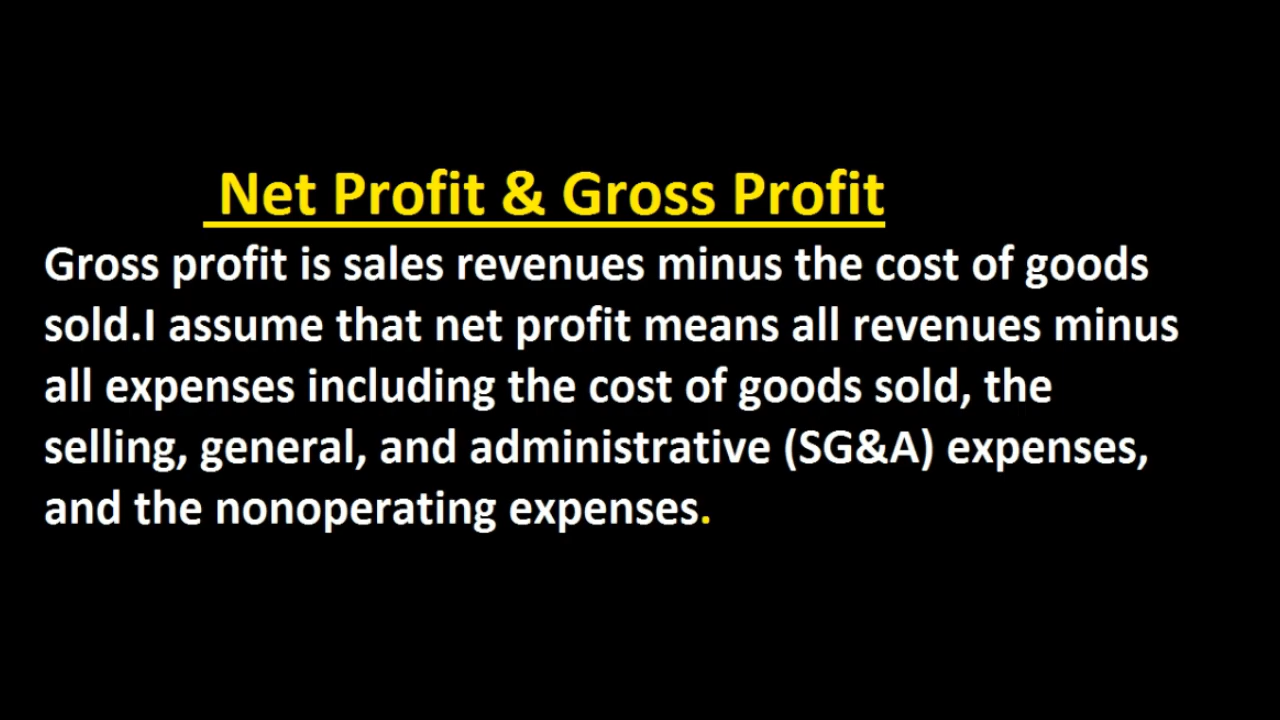 Net Profit & Gross Profit
Gross profit is sales revenues minus the cost of goods
sold.I assume that net profit means all revenues minus
all expenses including the cost of goods sold, the
selling, general, and administrative (SG&A) expenses,
and the nonoperating expenses.